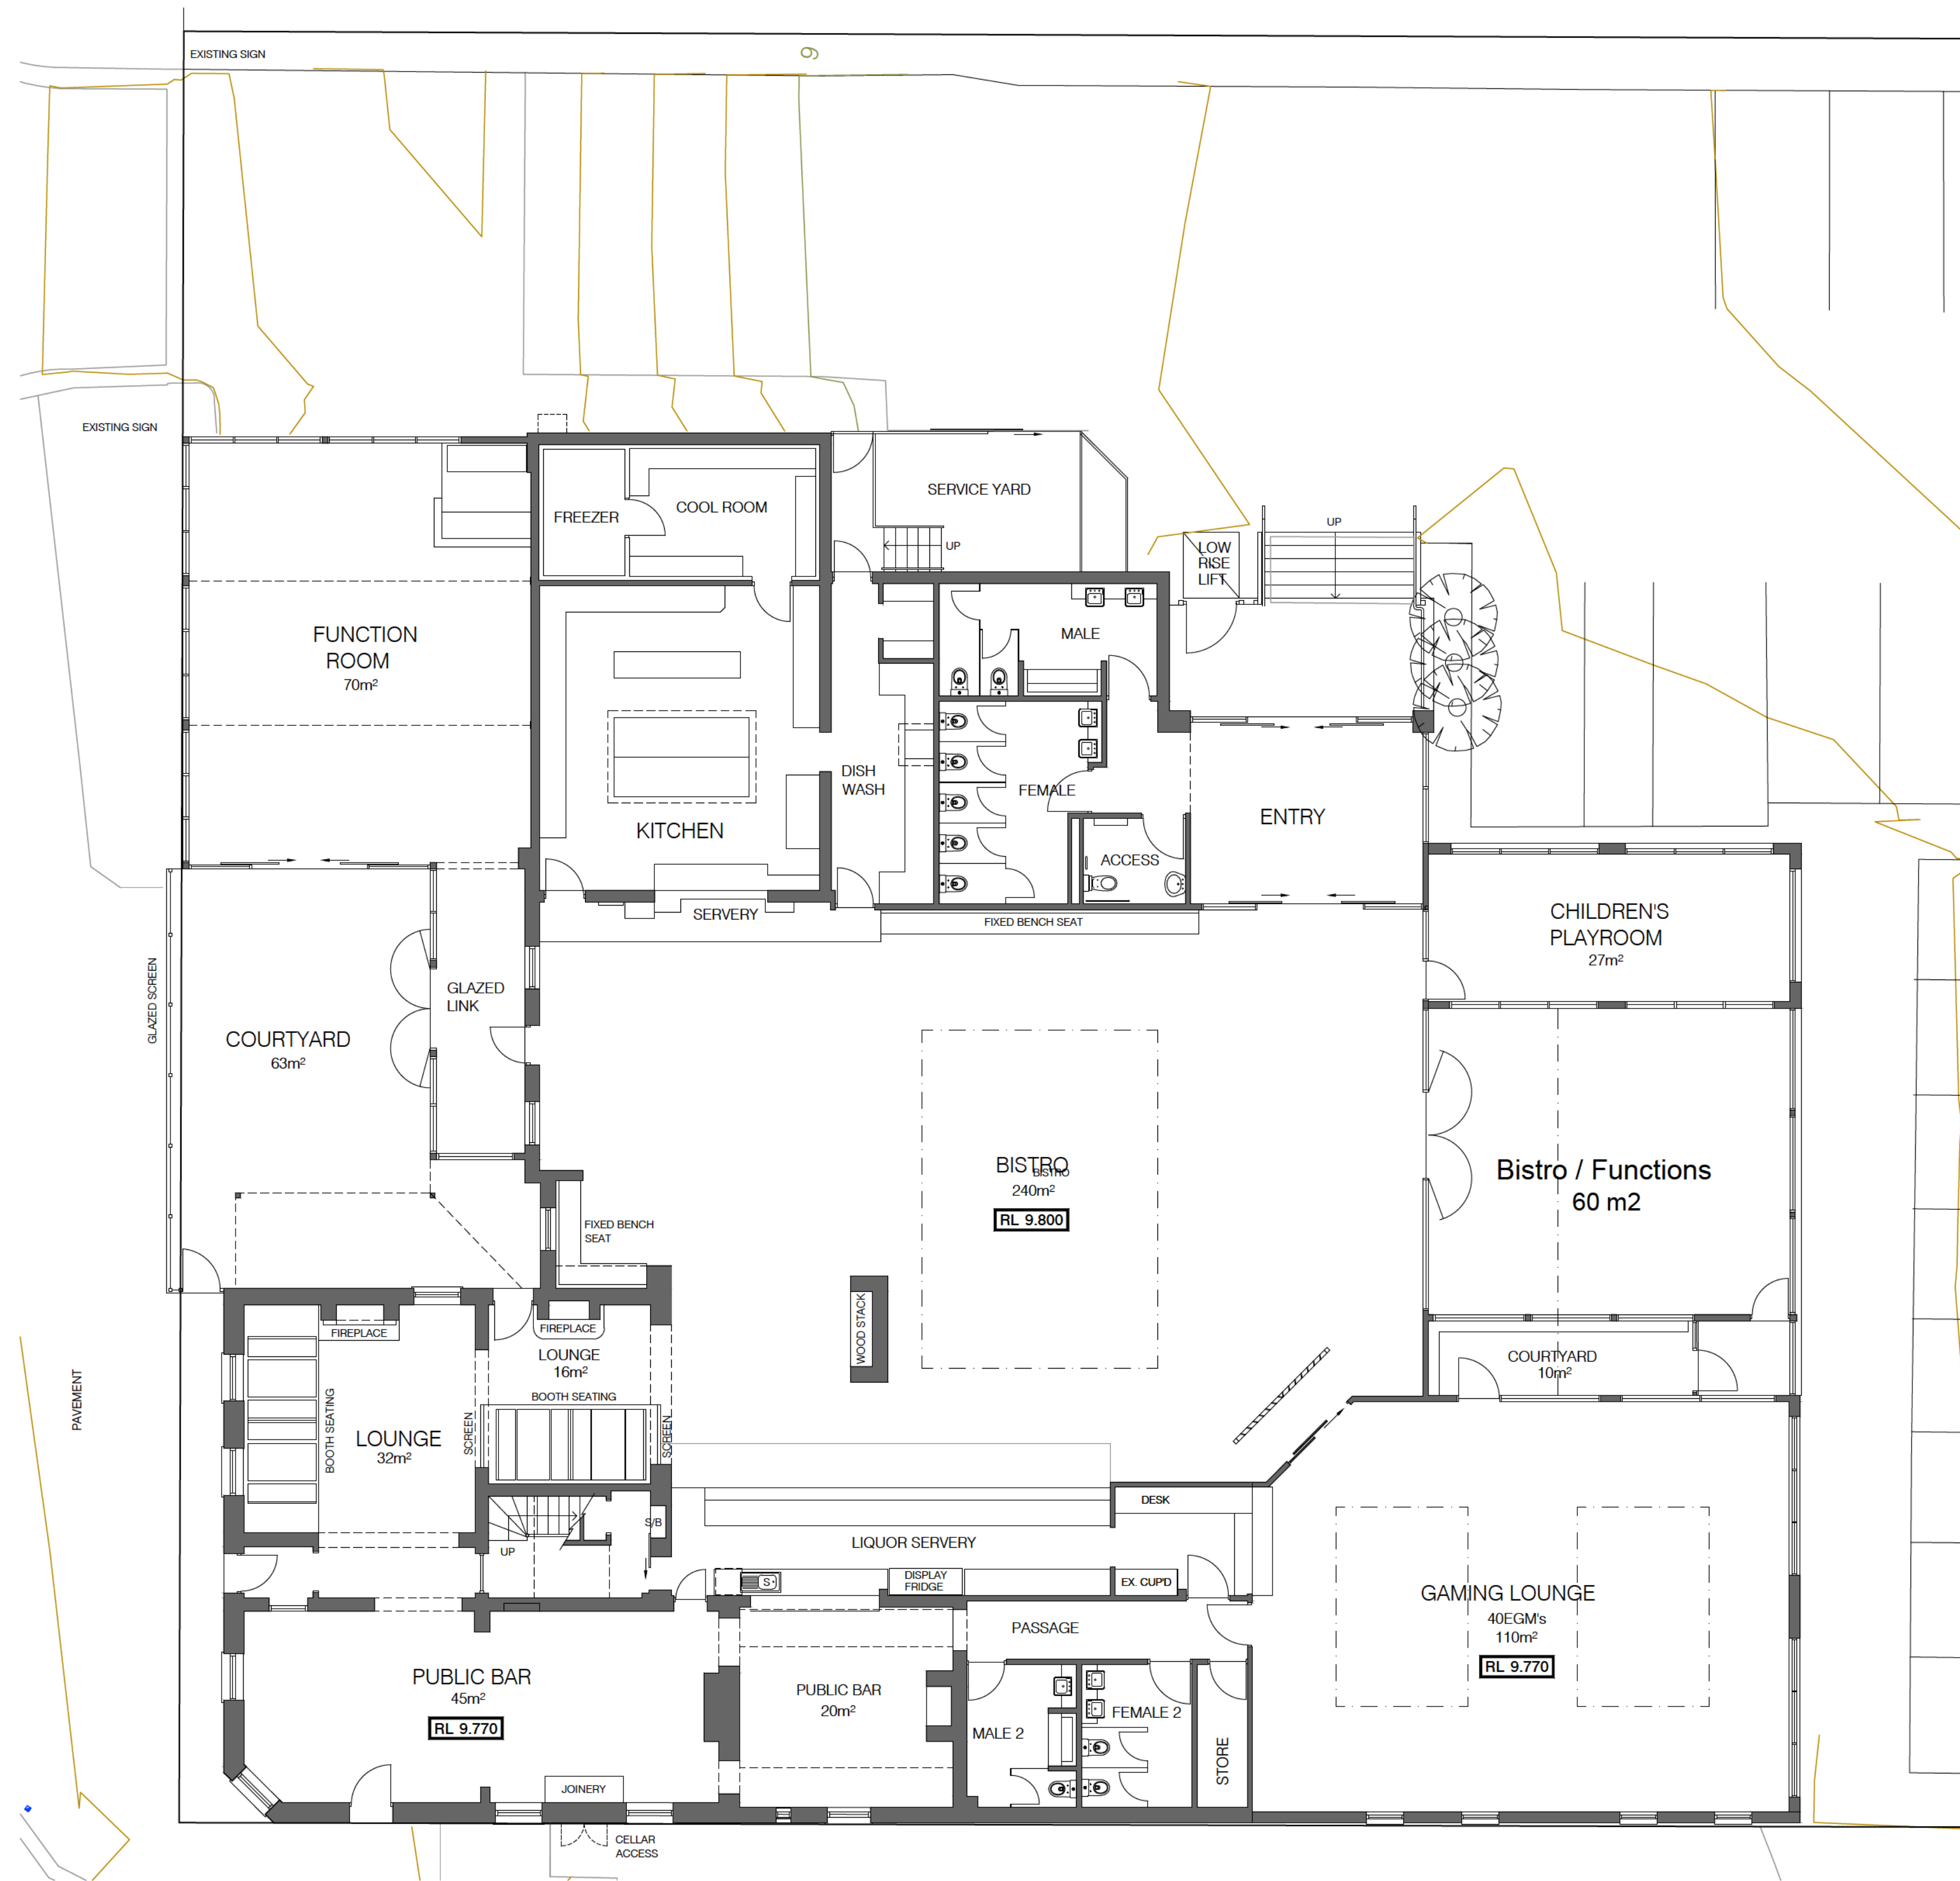 EXISTING SIGN
9
EXISTING SIGN
SERVICE YARD
FREEZER
COOL ROOM
UP
UP
LOW
RISE
LIFT
FUNCTION
ROOM
70m²
MALE
DISH
WASH
KITCHEN
FEMALE
ENTRY
ACCESS
SERVERY
FIXED BENCH SEAT
CHILDREN'S
PLAYROOM
27m²
GLAZED SCREEN
GLAZED
LINK
COURTYARD
63m²
BISTRO
BISTRO
240m²
RL 9.800
Bistro / Functions
60 m2
FIXED BENCH
SEAT
WOOD STACK
FIREPLACE
FIREPLACE
LOUNGE
16m²
BOOTH SEATING
COURTYARD
10m²
PAVEMENT
BOOTH SEATING
LOUNGE
32m²
SCREEN
SCREEN
DESK
S/B
UP
LIQUOR SERVERY
S
DISPLAY
FRIDGE
EX. CUP'D
GAMING LOUNGE
40EGM's
110m²
RL 9.770
PASSAGE
PUBLIC BAR
45m²
RL 9.770
PUBLIC BAR
20m²
MALE 2
FEMALE 2
STORE
JOINERY
CELLAR
ACCESS